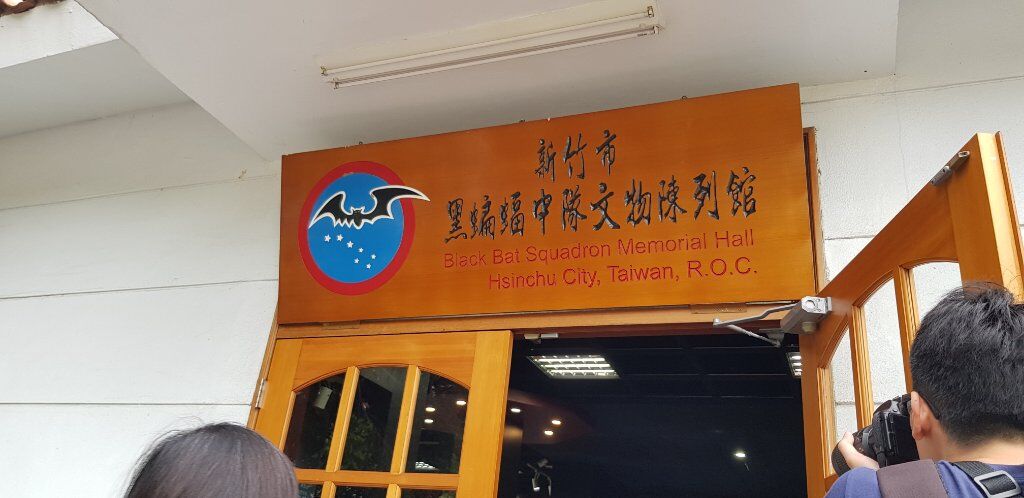 新竹市
黑蝙蝠中隊文物陳列館
Black Bat Squadron Memorial Hall
Hsinchu City, Taiwan, R.O.C.